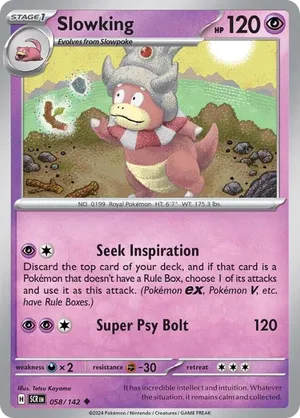 STAGE 1 Slowking HP 120
Evolves from Slowpoke
NO. 0199 Royal Pokémon HT: 6'7" WT: 175.3 lbs.
Seek Inspiration
Discard the top card of your deck, and if that card is a
Pokémon that doesn't have a Rule Box, choose 1 of its attacks
and use it as this attack. (Pokémon ex, Pokémon V, etc.
have Rule Boxes.)
Super Psy Bolt 120
weakness ×2 resistance -30 retreat
Illus. Tetsu Kayama
H SCR EN 058/142
It has incredible intellect and intuition. Whatever
the situation, it remains calm and collected.
©2024 Pokémon / Nintendo / Creatures / GAME FREAK